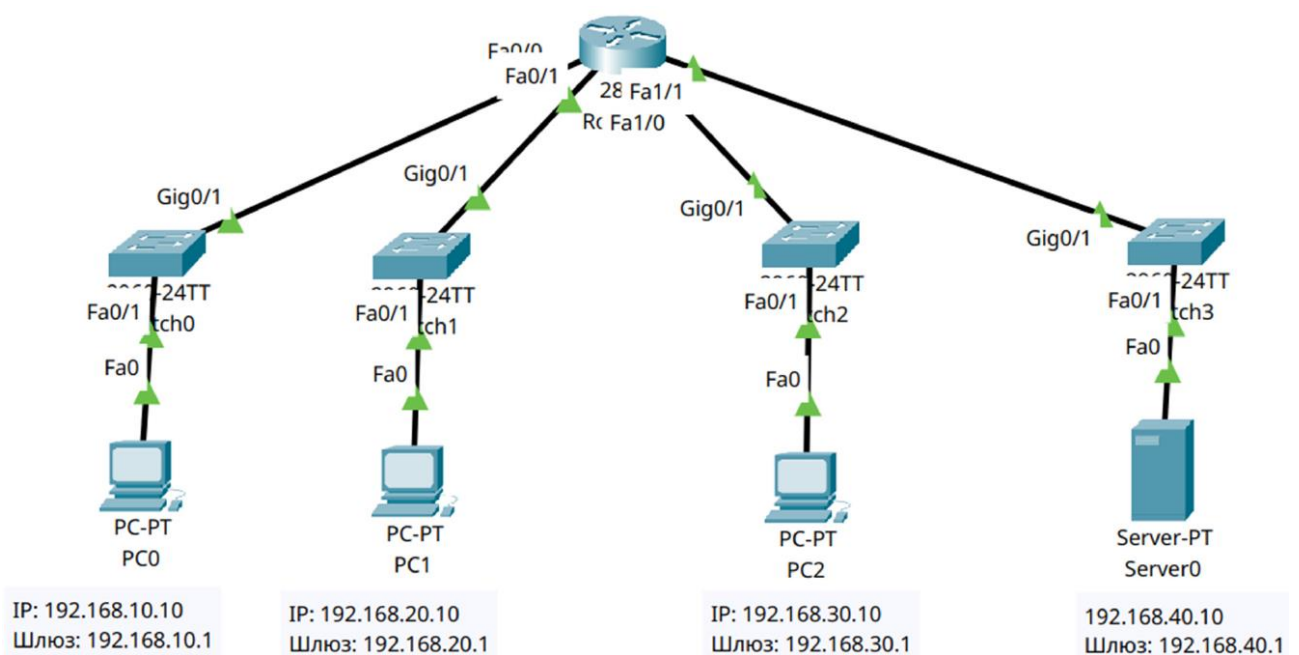 Fa0/0
Fa0/1
28 Fa1/1
Fa1/0
Gig0/1
Gig0/1
Gig0/1
Gig0/1
-24TT
-24TT
-24TT
-24TT
Fa0/1 tch0
Fa0/1 tch1
Fa0/1 tch2
Fa0/1 tch3
Fa0
Fa0
Fa0
Fa0
PC-PT
PC0
PC-PT
PC1
PC-PT
PC2
Server-PT
Server0
IP: 192.168.10.10
Шлюз: 192.168.10.1
IP: 192.168.20.10
Шлюз: 192.168.20.1
IP: 192.168.30.10
Шлюз: 192.168.30.1
192.168.40.10
Шлюз: 192.168.40.1